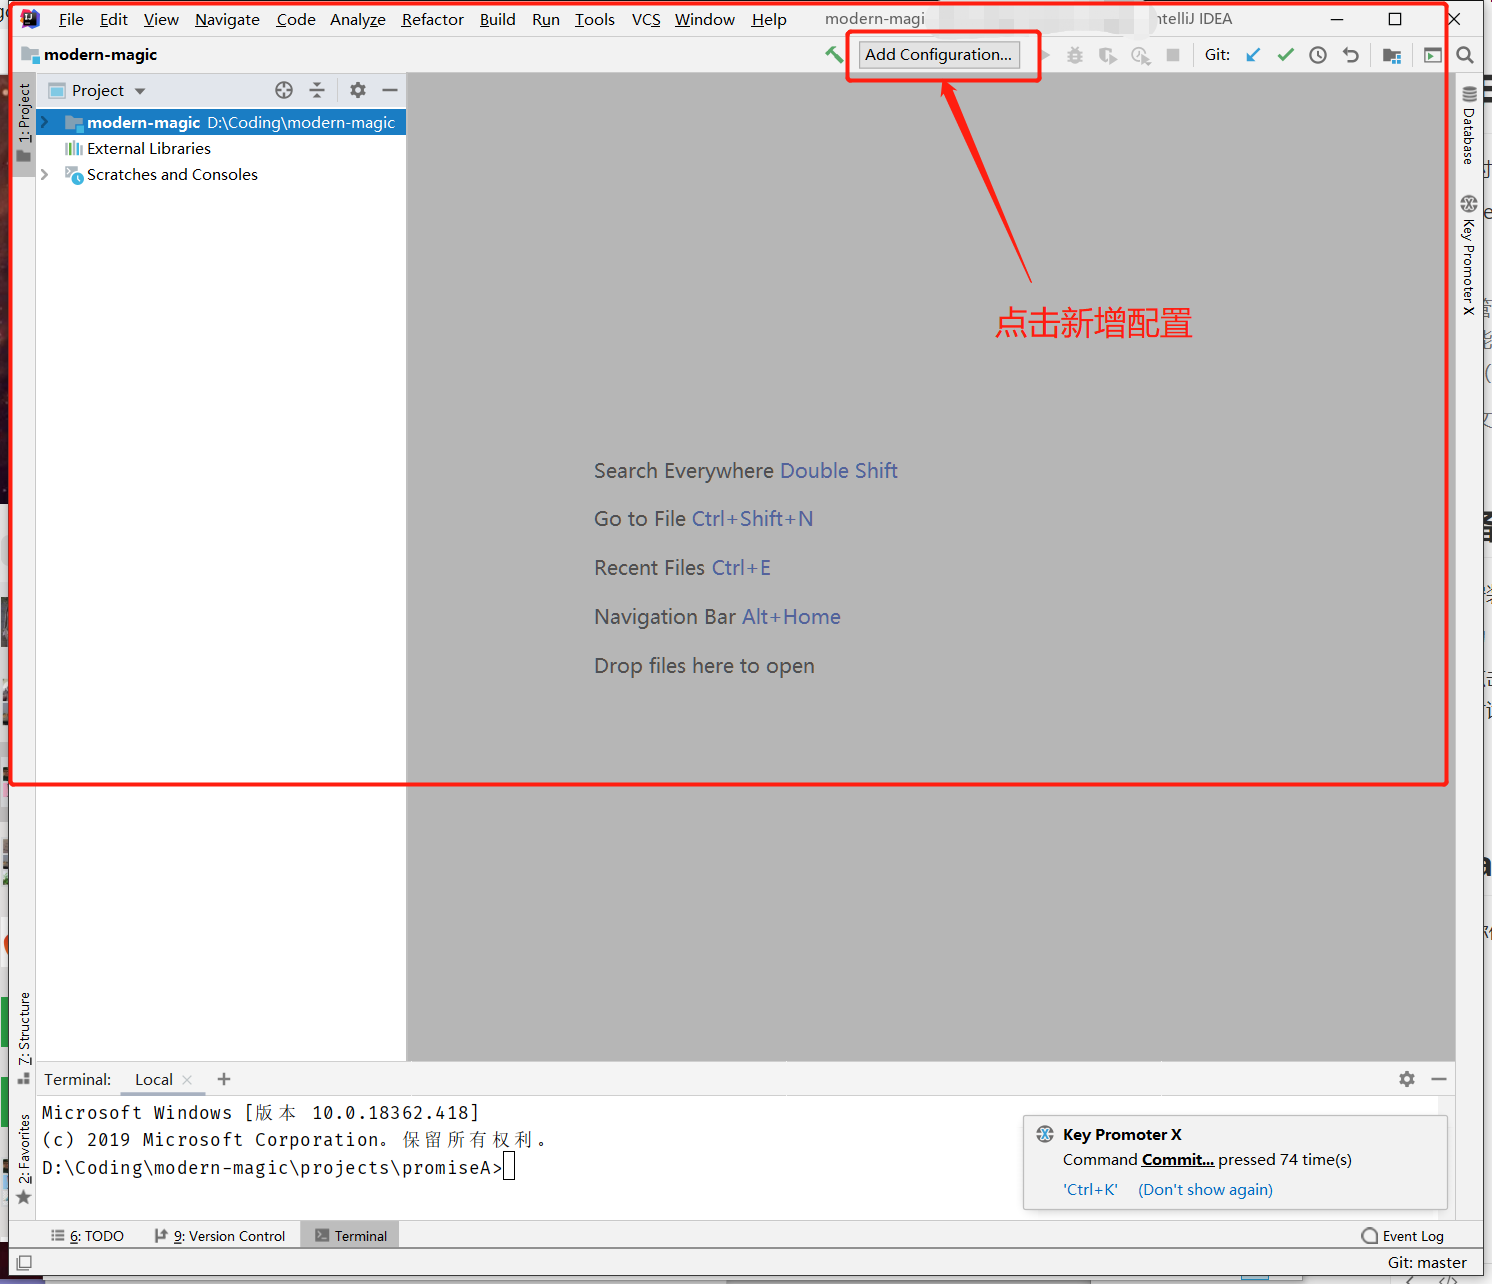 File Edit View Navigate Code Analyze Refactor Build Run Tools VCS Window Help modern-magi ntelliJ IDEA
modern-magic Add Configuration... Git:
1: Project
Project
modern-magic D:\Coding\modern-magic
External Libraries
Scratches and Consoles
Database
Key Promoter X
点击新增配置
Search Everywhere Double Shift
Go to File Ctrl+Shift+N
Recent Files Ctrl+E
Navigation Bar Alt+Home
Drop files here to open
7: Structure
2: Favorites
Terminal: Local
Microsoft Windows [版本 10.0.18362.418]
(c) 2019 Microsoft Corporation。保留所有权利。
D:\Coding\modern-magic\projects\promiseA>
Key Promoter X
Command Commit... pressed 74 time(s)
'Ctrl+K' (Don't show again)
6: TODO 9: Version Control Terminal Event Log
Git: master